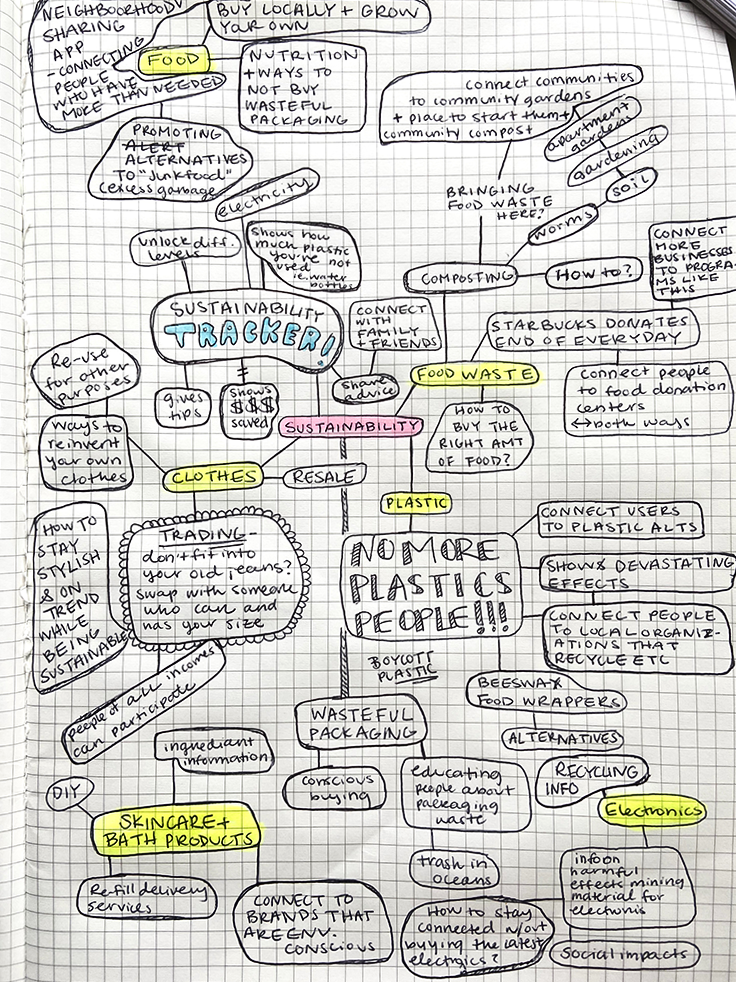 NEIGHBOORHOOD
SHARING
APP
- CONNECTING
PEOPLE
WHO HAVE
MORE THAN NEEDED
BUY LOCALLY + GROW
YOUR OWN
FOOD
NUTRITION
+ WAYS TO
NOT BUY
WASTEFUL
PACKAGING
PROMOTING
ALERT
ALTERNATIVES
TO "Junkfood"
(excess garbage
connect communities
to community gardens
+ place to start them +
community compost
apartment
gardens
gardening
soil
worms
BRINGING
FOOD WASTE
HERE?
COMPOSTING
How to?
CONNECT
MORE
BUSINESSES
TO PROGRA-
MS LIKE
THIS
electricity
unlock diff.
levels
shows how
much plastic
you've not
used
ie. water
bottles
SUSTAINABILITY
TRACKER!
CONNECT
WITH
FAMILY
+ FRIENDS
share
advice
gives
tips
shows
$$$
saved
STARBUCKS DONATES
END OF EVERYDAY
FOOD WASTE
connect people
to food donation
centers
↔ both ways
HOW TO
BUY THE
RIGHT AMT
OF FOOD?
SUSTAINABILITY
Re-use
for other
purposes
ways to
reinvent
your own
clothes
CLOTHES
RESALE
PLASTIC
HOW TO
STAY
STYLISH
& ON
TREND
WHILE
BEING
SUSTAINABLE
TRADING -
don't fit into
your old jeans?
swap with someone
who can and
has your size
people of all incomes
can participate
NO MORE
PLASTICS
PEOPLE!!!
CONNECT USERS
TO PLASTIC ALTS
SHOWS DEVASTATING
EFFECTS
CONNECT PEOPLE
TO LOCAL ORGANIZ-
ATIONS THAT
RECYCLE ETC
BOYCOTT
PLASTIC
BEESWAX
FOOD WRAPPERS
ALTERNATIVES
WASTEFUL
PACKAGING
conscious
buying
educating
people about
packaging
waste
trash in
oceans
RECYCLING
INFO
Electronics
info on
harmful
effects mining
material for
electronis
social impacts
HOW to stay
connected w/out
buyying the latest
electrgics?
ingrediant
information
DIY
SKINCARE +
BATH PRODUCTS
Refill delivery
services
CONNECT TO
BRANDS THAT
ARE ENV.
CONSCIOUS